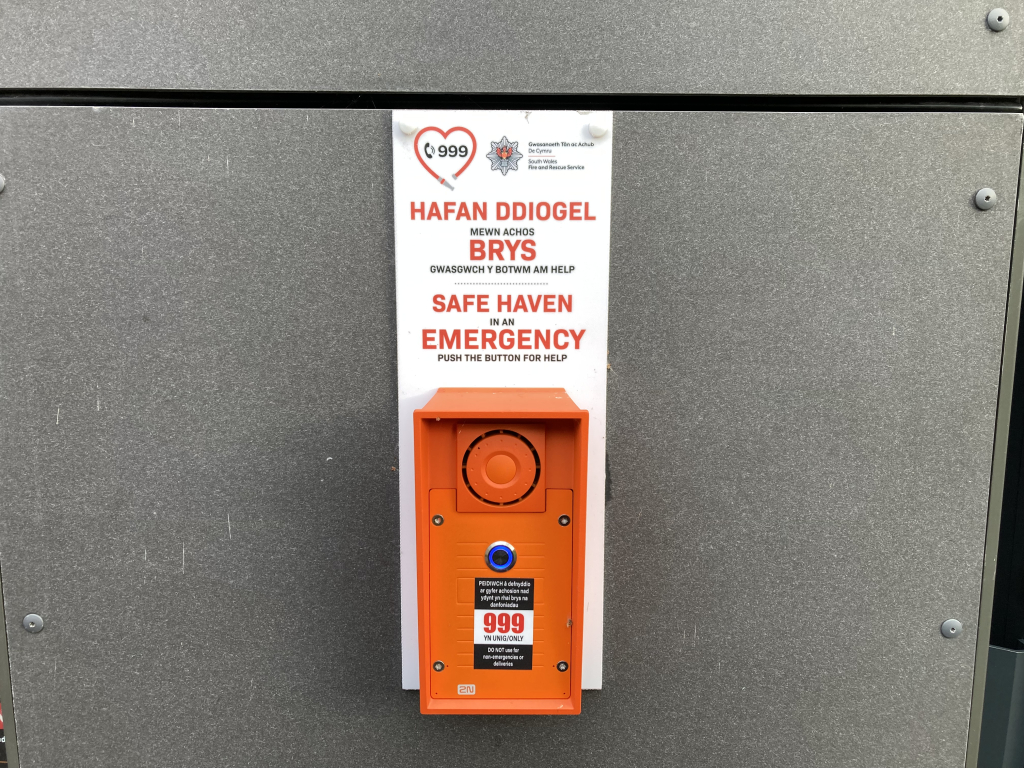 999
Gwasanaeth Tân ac Achub
De Cymru
South Wales
Fire and Rescue Service
HAFAN DDIOGEL
MEWN ACHOS
BRYS
GWASGWCH Y BOTWM AM HELP
SAFE HAVEN
IN AN
EMERGENCY
PUSH THE BUTTON FOR HELP
PEIDIWCH â defnyddio
ar gyfer achosion nad
ydynt yn rhai brys na
danfoniadau
999
YN UNIG/ONLY
DO NOT use for
non-emergencies or
deliveries
2N